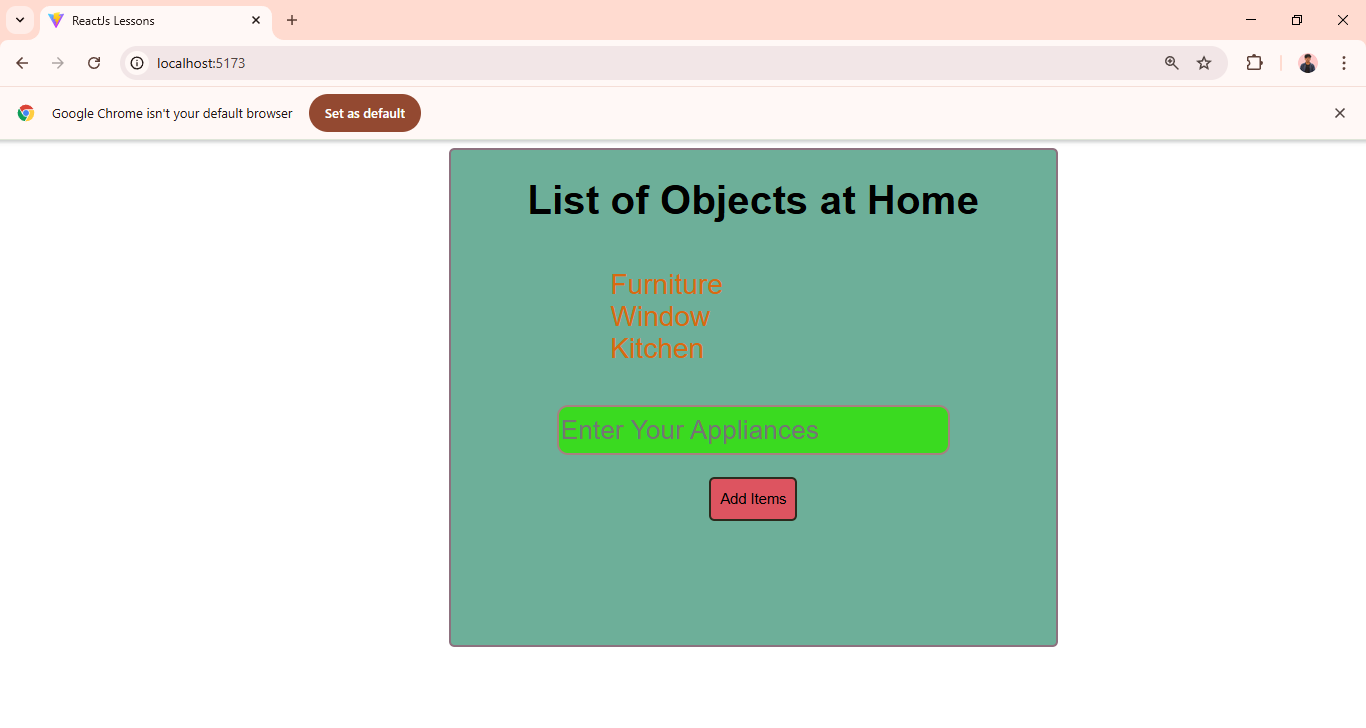 ReactJs Lessons
localhost:5173
Google Chrome isn't your default browser
Set as default
List of Objects at Home
Furniture
Window
Kitchen
Enter Your Appliances
Add Items